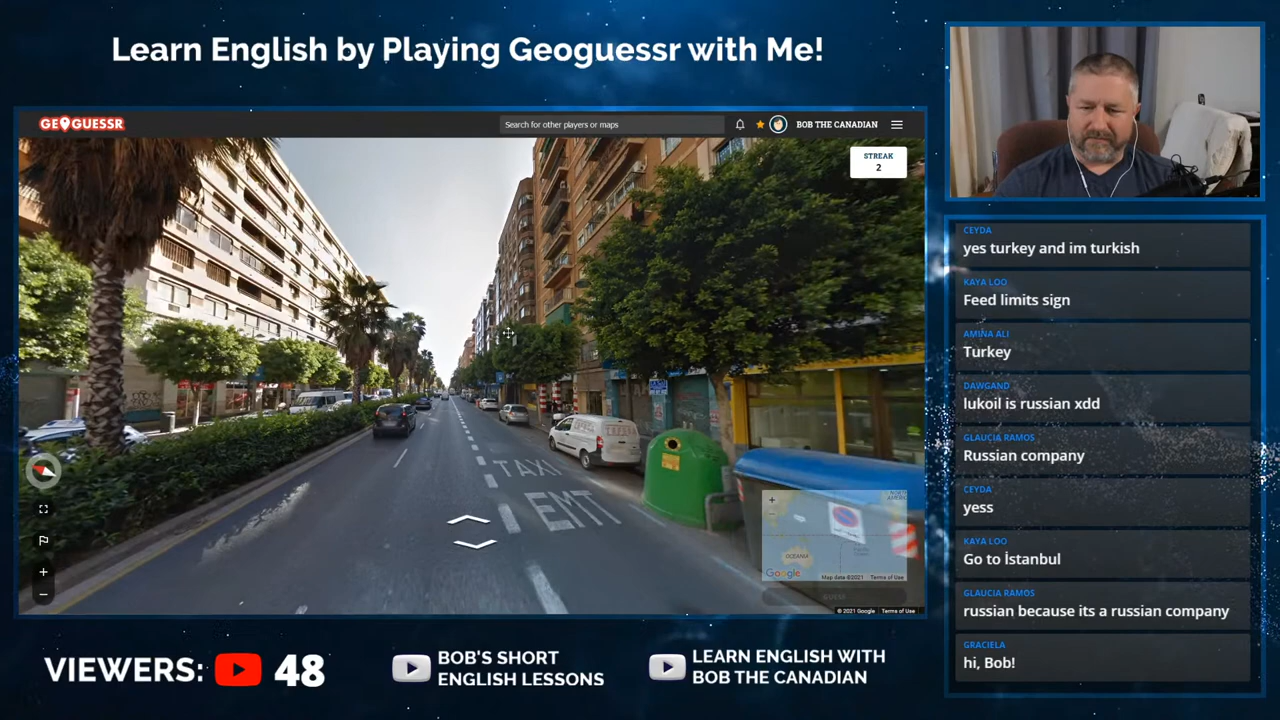 Learn English by Playing Geoguessr with Me!
GEOGUESSR
Search for other players or maps
BOB THE CANADIAN
STREAK
2
TAXI
EMT
OCEANIA
Google
Map data ©2021
Terms of Use
GUESS
© 2021 Google
Terms of Use
CEYDA
yes turkey and im turkish
KAYA LOO
Feed limits sign
AMINA ALI
Turkey
DAWGAND
lukoil is russian xdd
GLAUCIA RAMOS
Russian company
CEYDA
yess
KAYA LOO
Go to İstanbul
GLAUCIA RAMOS
russian because its a russian company
GRACIELA
hi, Bob!
VIEWERS: 48
BOB'S SHORT
ENGLISH LESSONS
LEARN ENGLISH WITH
BOB THE CANADIAN